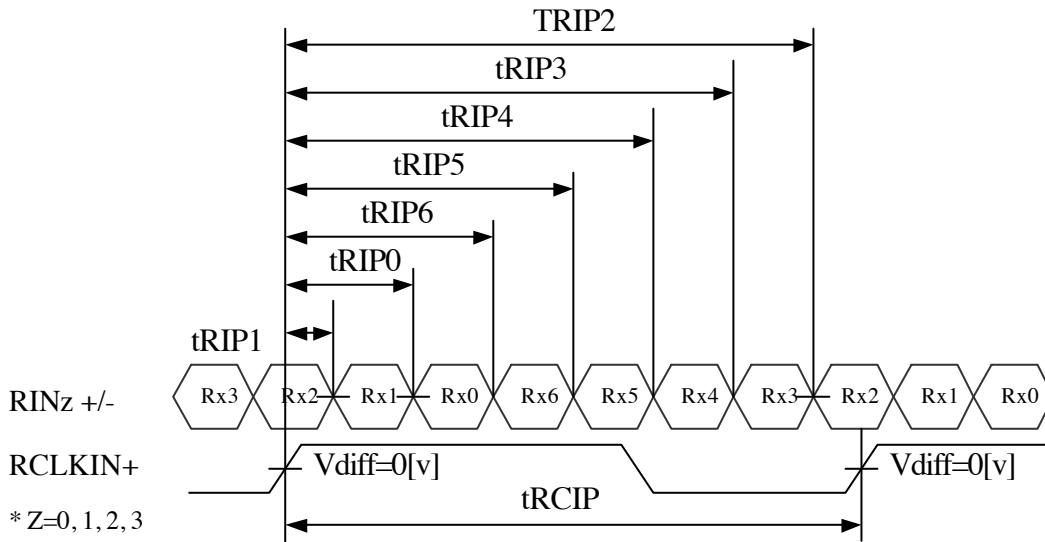 TRIP2
tRIP3
tRIP4
tRIP5
tRIP6
tRIP0
tRIP1
RINz +/- Rx3 Rx2 Rx1 Rx0 Rx6 Rx5 Rx4 Rx3 Rx2 Rx1 Rx0
RCLKIN+ Vdiff=0[v] Vdiff=0[v]
tRCIP
* Z=0, 1, 2, 3